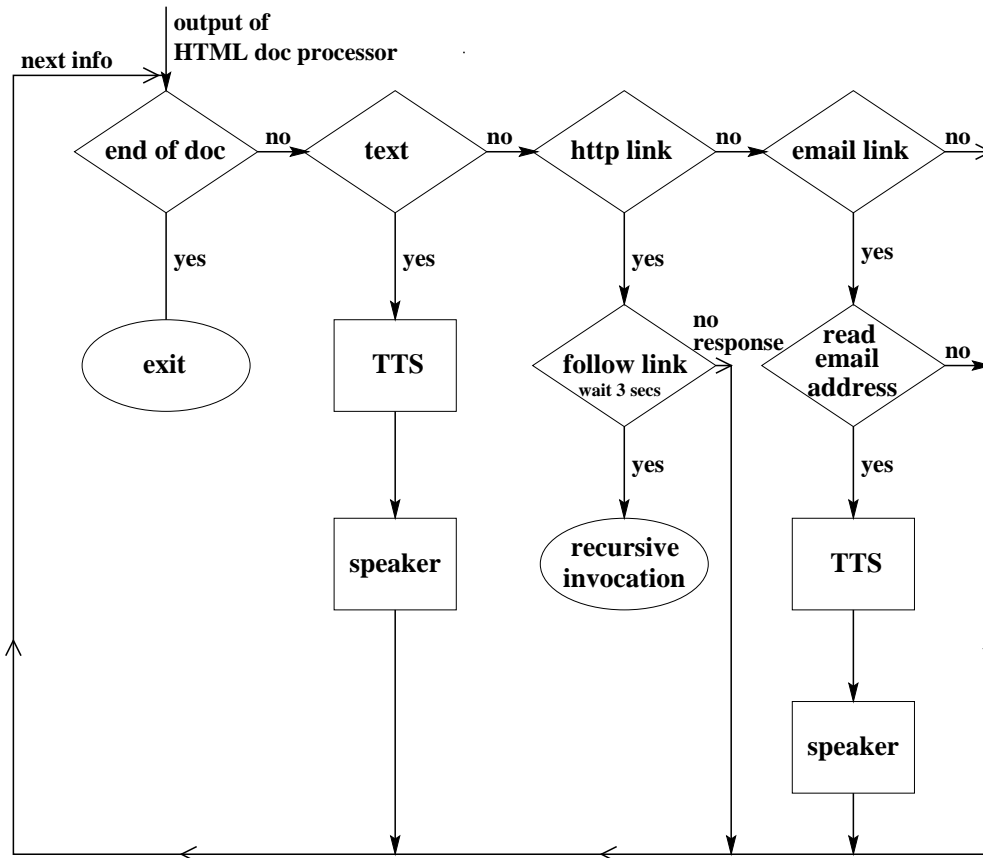 output of
HTML doc processor
next info
end of doc
no
text
no
http link
no
email link
no
yes
yes
yes
yes
exit
TTS
follow link
wait 3 secs
no
response
read
email
address
no
yes
yes
speaker
recursive
invocation
TTS
speaker